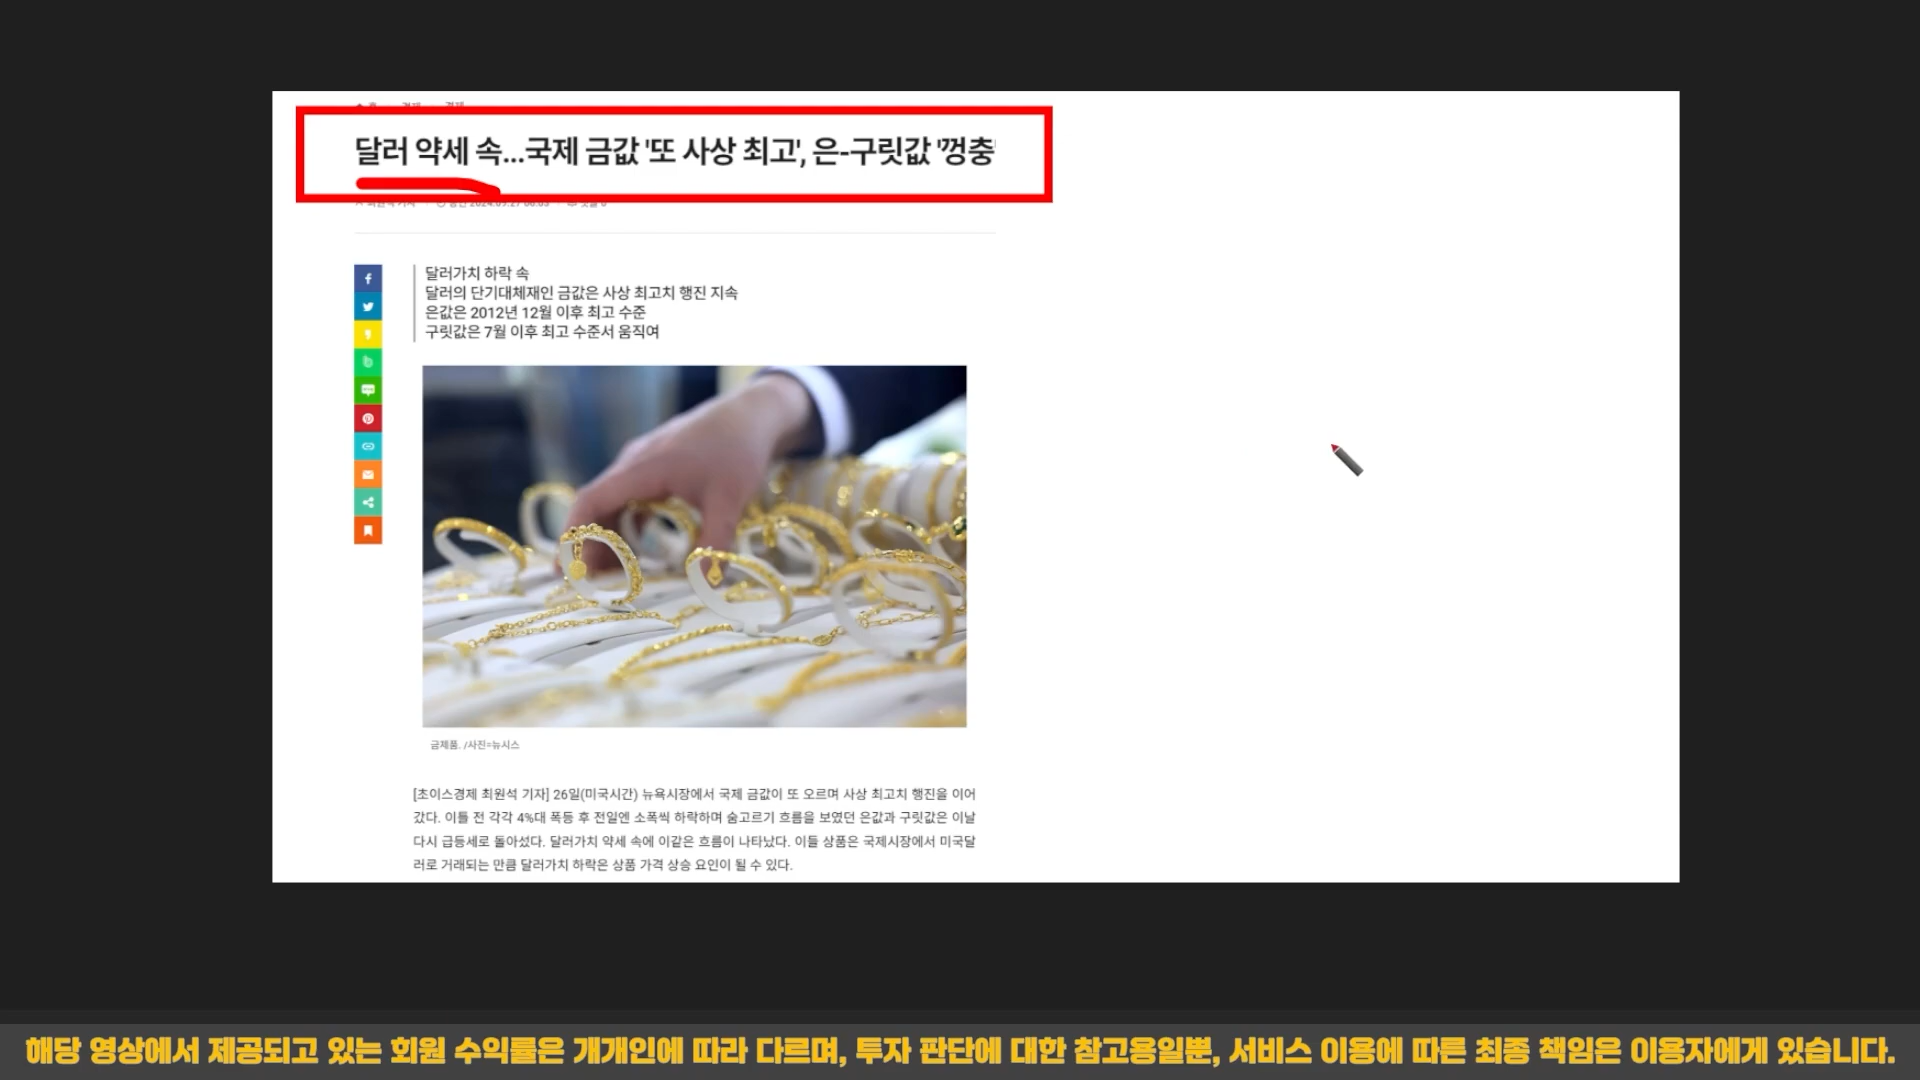 달러 약세 속...국제 금값 '또 사상 최고', 은-구릿값 '껑충'
달러가치 하락 속
달러의 단기대체재인 금값은 사상 최고치 행진 지속
은값은 2012년 12월 이후 최고 수준
구릿값은 7월 이후 최고 수준서 움직여
금제품. /사진=뉴시스
[초이스경제 최원석 기자] 26일(미국시간) 뉴욕시장에서 국제 금값이 또 오르며 사상 최고치 행진을 이어
갔다. 이틀 전 각각 4%대 폭등 후 전일엔 소폭씩 하락하며 숨고르기 흐름을 보였던 은값과 구릿값은 이날
다시 급등세로 돌아섰다. 달러가치 약세 속에 이같은 흐름이 나타났다. 이들 상품은 국제시장에서 미국달
러로 거래되는 만큼 달러가치 하락은 상품 가격 상승 요인이 될 수 있다.
해당 영상에서 제공되고 있는 회원 수익률은 개개인에 따라 다르며, 투자 판단에 대한 참고용일뿐, 서비스 이용에 따른 최종 책임은 이용자에게 있습니다.